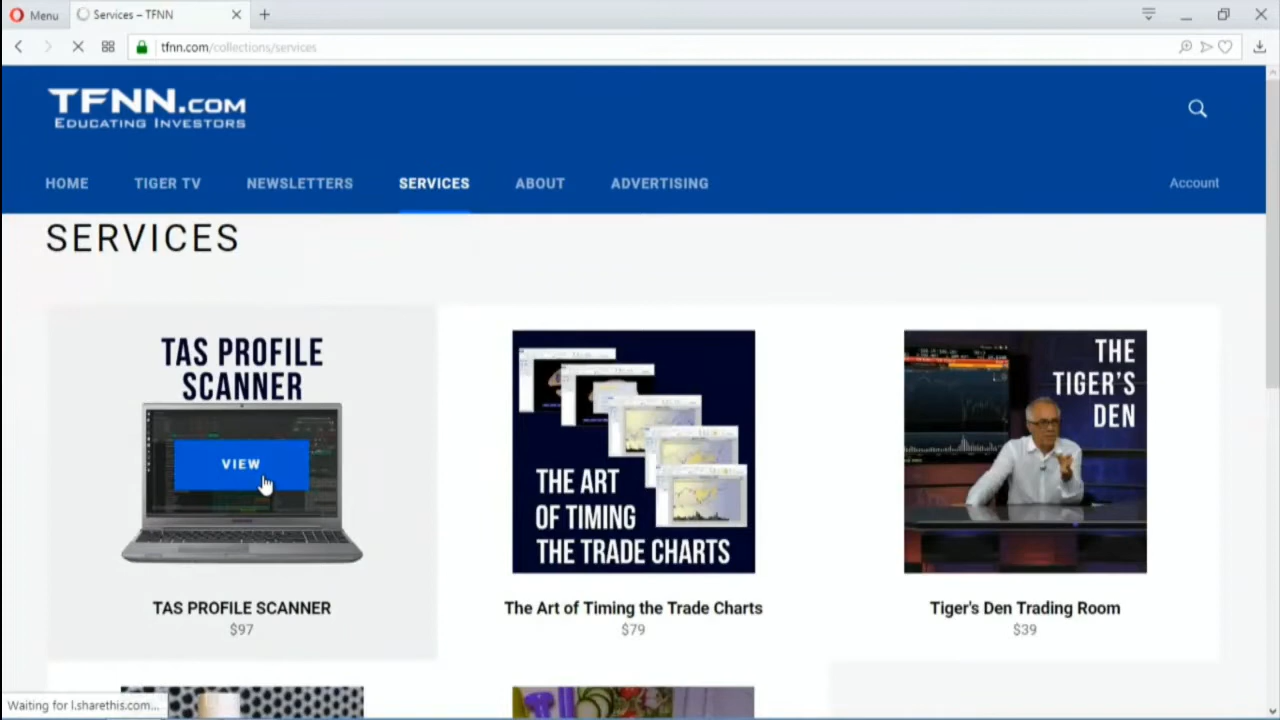 Menu
Services – TFNN
tfnn.com/collections/services
TFNN.COM
EDUCATING INVESTORS
HOME
TIGER TV
NEWSLETTERS
SERVICES
ABOUT
ADVERTISING
Account
SERVICES
TAS PROFILE
SCANNER
VIEW
TAS PROFILE SCANNER
$97
THE ART
OF TIMING
THE TRADE CHARTS
The Art of Timing the Trade Charts
$79
THE
TIGER'S
DEN
Tiger's Den Trading Room
$39
Waiting for l.sharethis.com...